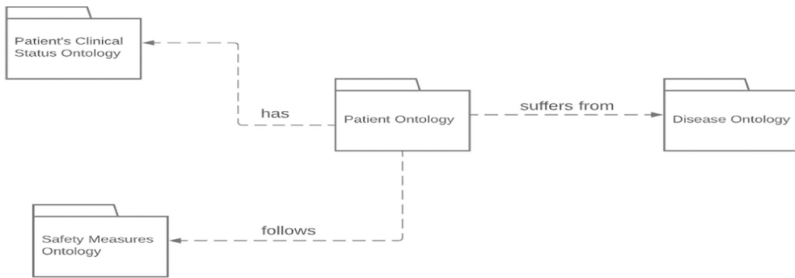 Patient's Clinical
Status Ontology
has
Patient Ontology
suffers from
Disease Ontology
Safety Measures
Ontology
follows